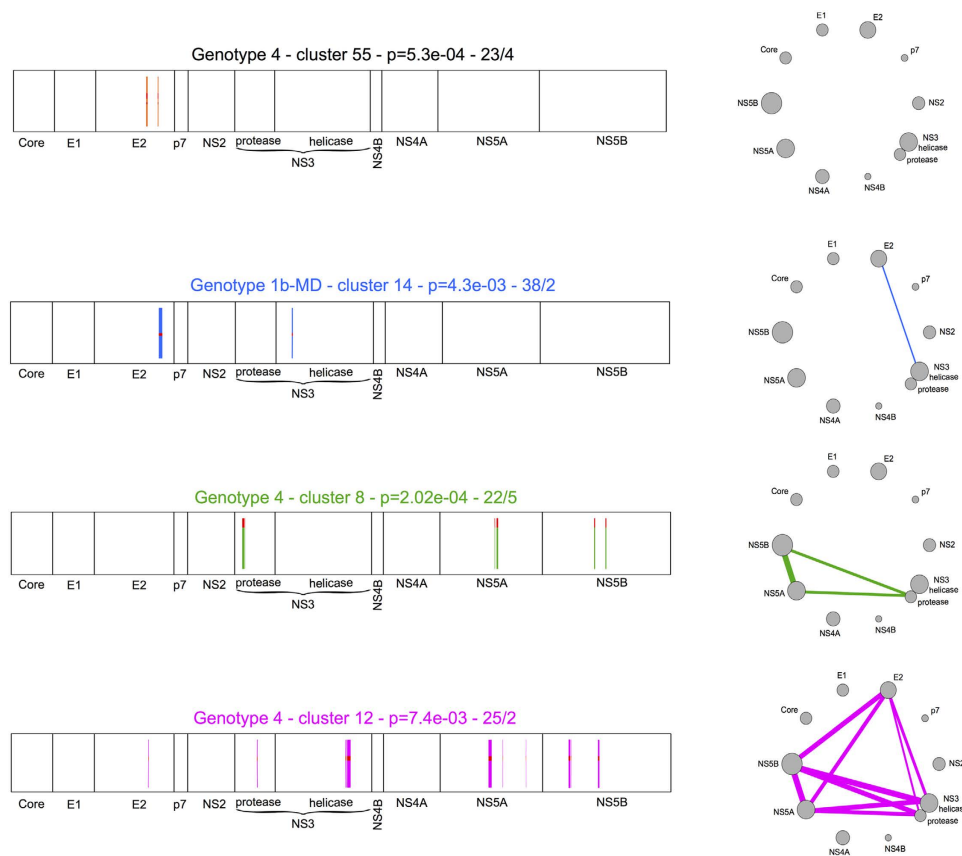 Genotype 4 - cluster 55 - p=5.3e-04 - 23/4
Core E1 E2 p7 NS2 protease helicase NS4B NS4A NS5A NS5B
NS3
E1
E2
Core
p7
NS5B
NS2
NS5A
NS3
helicase
protease
NS4A
NS4B
Genotype 1b-MD - cluster 14 - p=4.3e-03 - 38/2
Core E1 E2 p7 NS2 protease helicase NS4B NS4A NS5A NS5B
NS3
E1
E2
Core
p7
NS5B
NS2
NS5A
NS3
helicase
protease
NS4A
NS4B
Genotype 4 - cluster 8 - p=2.02e-04 - 22/5
Core E1 E2 p7 NS2 protease helicase NS4B NS4A NS5A NS5B
NS3
E1
E2
Core
p7
NS5B
NS2
NS5A
NS3
helicase
protease
NS4A
NS4B
Genotype 4 - cluster 12 - p=7.4e-03 - 25/2
Core E1 E2 p7 NS2 protease helicase NS4B NS4A NS5A NS5B
NS3
E1
E2
Core
p7
NS5B
NS2
NS5A
NS3
helicase
protease
NS4A
NS4B